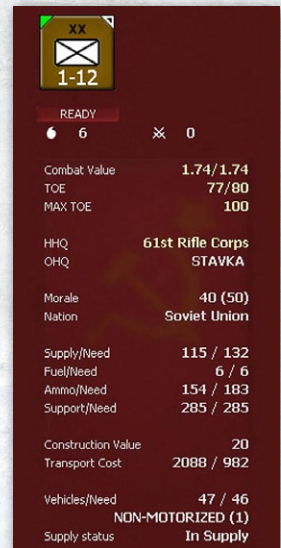 XX
1-12
READY
6 0
Combat Value 1.74/1.74
TOE 77/80
MAX TOE 100
HHQ 61st Rifle Corps
OHQ STAVKA
Morale 40 (50)
Nation Soviet Union
Supply/Need 115 / 132
Fuel/Need 6 / 6
Ammo/Need 154 / 183
Support/Need 285 / 285
Construction Value 20
Transport Cost 2088 / 982
Vehicles/Need 47 / 46
NON-MOTORIZED (1)
Supply status In Supply